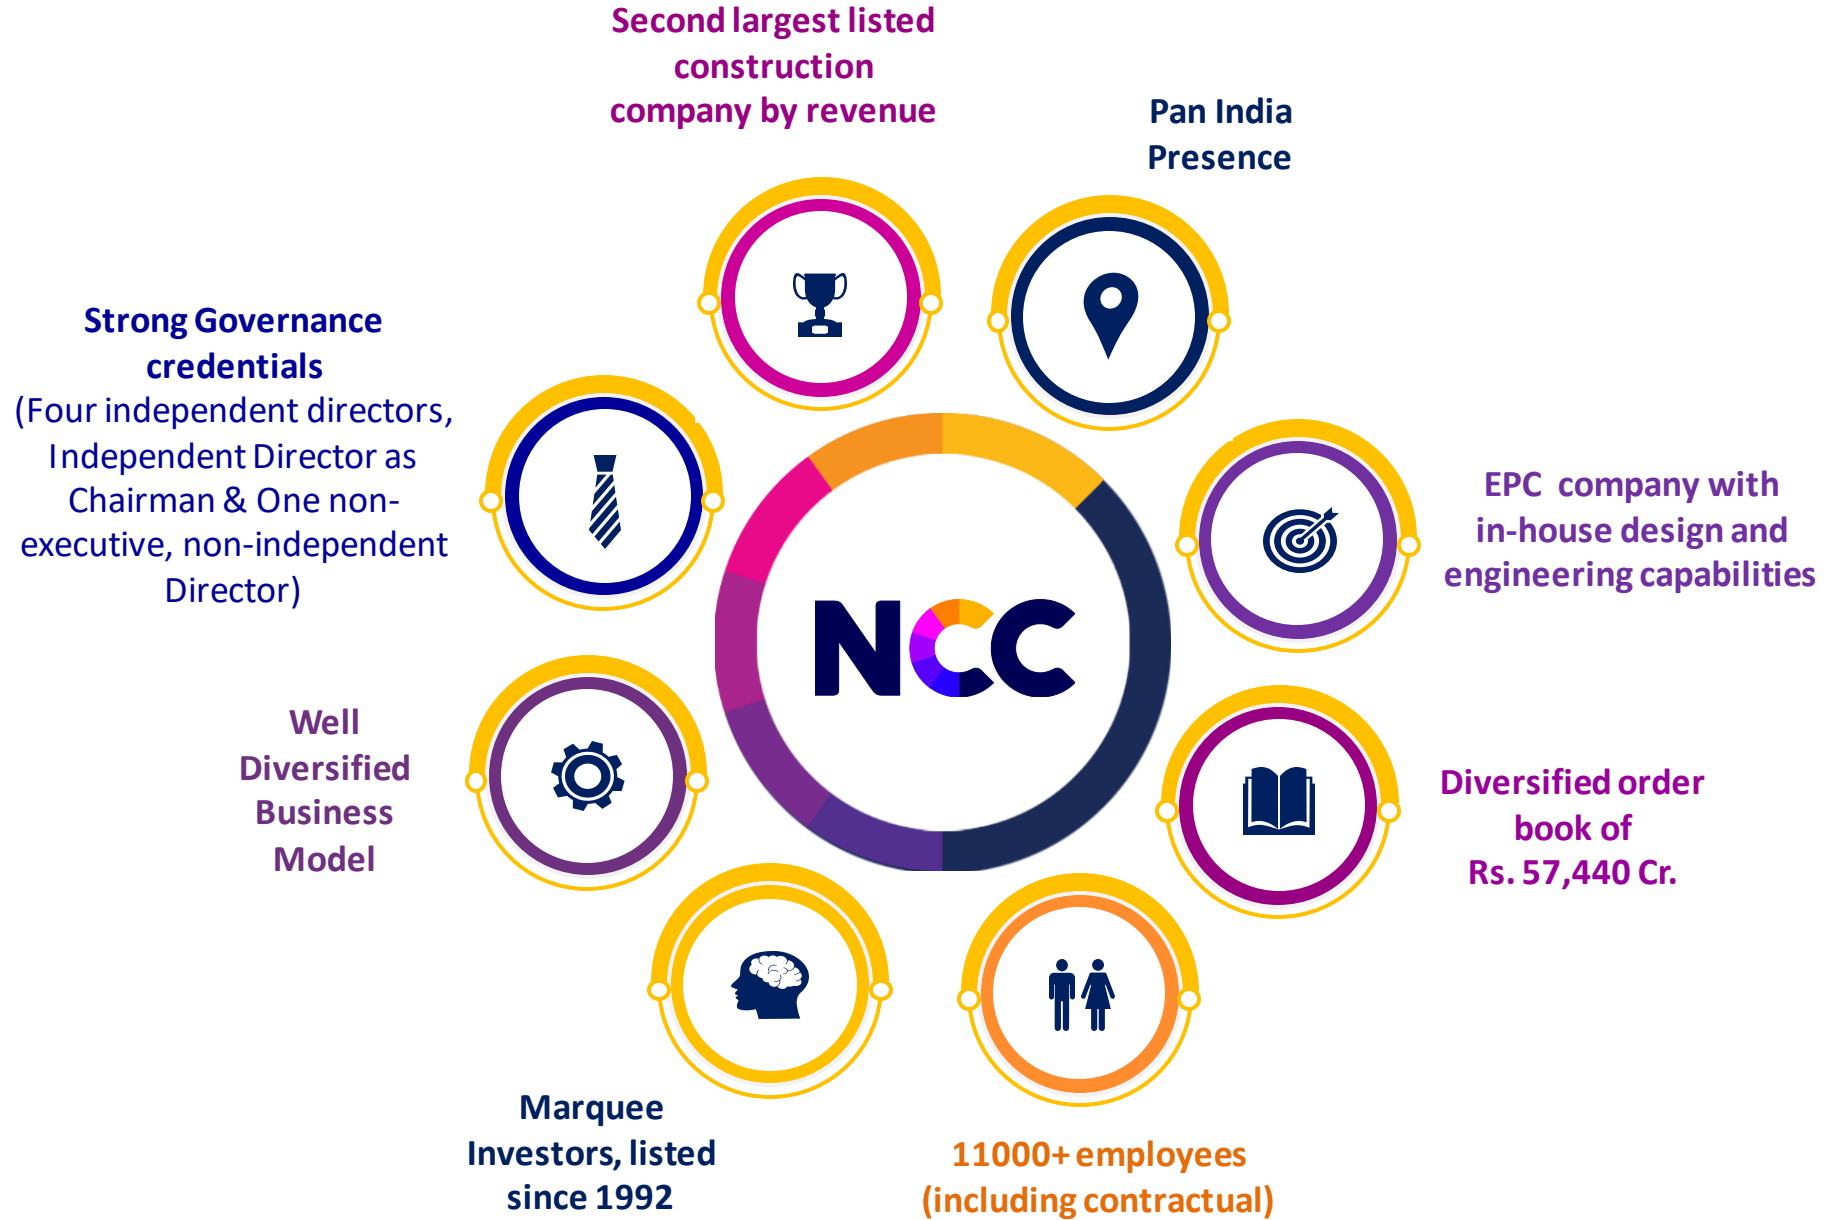 Second largest listed
construction
company by revenue
Pan India
Presence
Strong Governance
credentials
(Four independent directors,
Independent Director as
Chairman & One non-
executive, non-independent
Director)
EPC company with
in-house design and
engineering capabilities
NCC
Well
Diversified
Business
Model
Diversified order
book of
Rs. 57,440 Cr.
Marquee
Investors, listed
since 1992
11000+ employees
(including contractual)